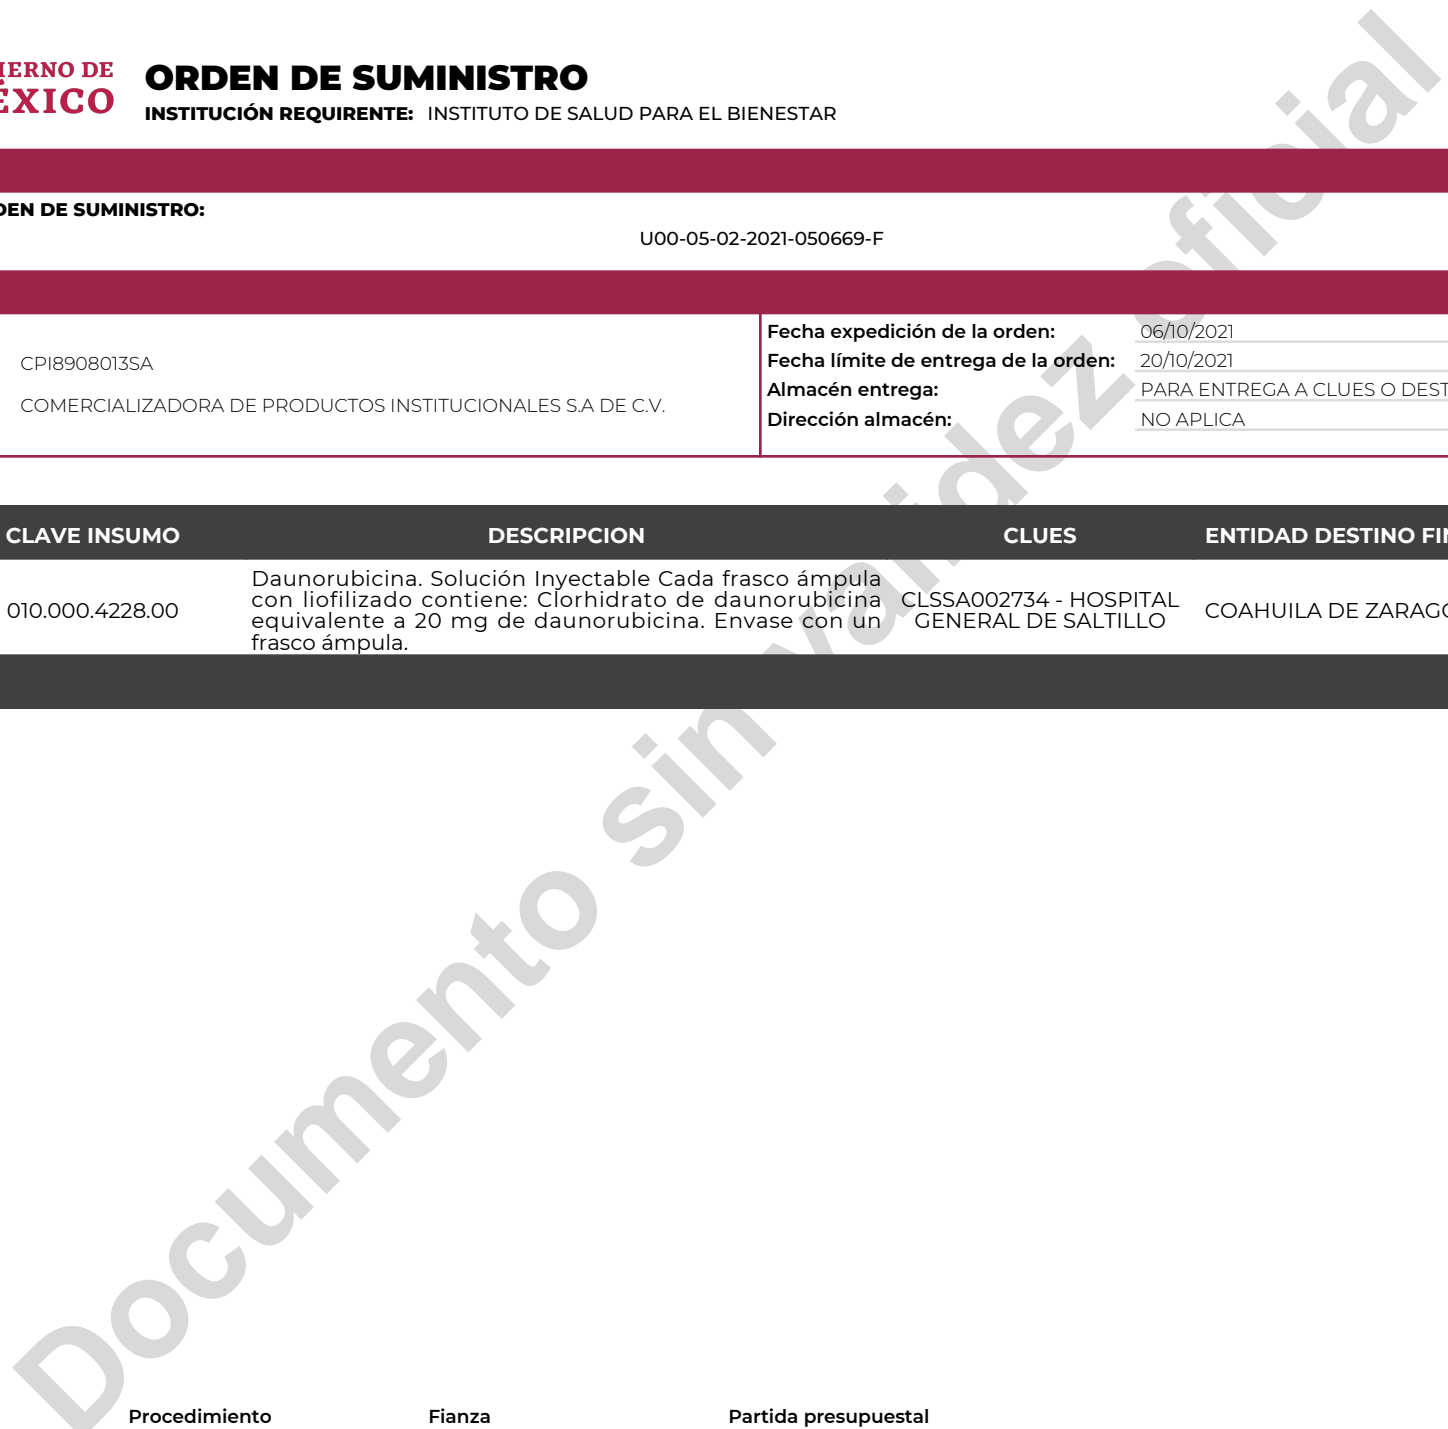 IERNO DE
ÉXICO
ORDEN DE SUMINISTRO
INSTITUCIÓN REQUIRENTE: INSTITUTO DE SALUD PARA EL BIENESTAR
DEN DE SUMINISTRO:
U00-05-02-2021-050669-F
CPI8908013SA
COMERCIALIZADORA DE PRODUCTOS INSTITUCIONALES S.A DE C.V.
Fecha expedición de la orden: 06/10/2021
Fecha límite de entrega de la orden: 20/10/2021
Almacén entrega: PARA ENTREGA A CLUES O DEST
Dirección almacén: NO APLICA
CLAVE INSUMO DESCRIPCION CLUES ENTIDAD DESTINO FIN
010.000.4228.00
Daunorubicina. Solución Inyectable Cada frasco ámpula
con liofilizado contiene: Clorhidrato de daunorubicina
equivalente a 20 mg de daunorubicina. Envase con un
frasco ámpula.
CLSSA002734 - HOSPITAL
GENERAL DE SALTILLO
COAHUILA DE ZARAGO
Documento sin validez oficial
Procedimiento Fianza Partida presupuestal